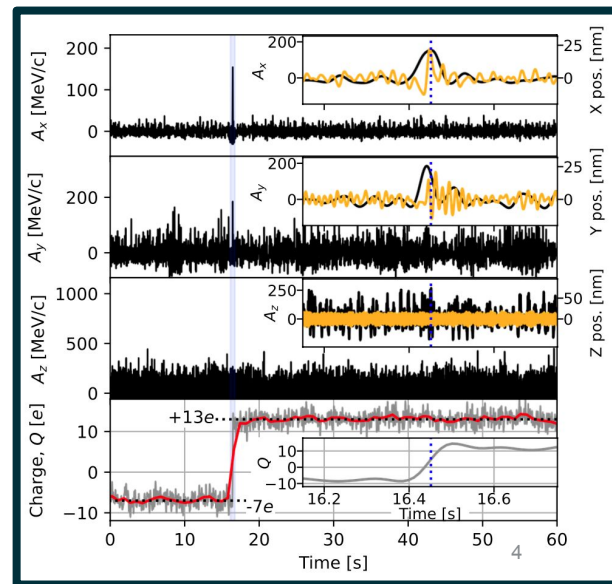 200
100
0
A_x [MeV/c]
200
0
A_x
25
0
X pos. [nm]
200
100
0
A_y [MeV/c]
200
0
A_y
25
0
Y pos. [nm]
1000
500
0
A_z [MeV/c]
250
0
A_z
50
0
Z pos. [nm]
Charge, Q [e]
10
0
−10
+13e
-7e
Q
10
0
−10
16.2 16.4 16.6
Time [s]
0 10 20 30 40 50 60
Time [s]
4